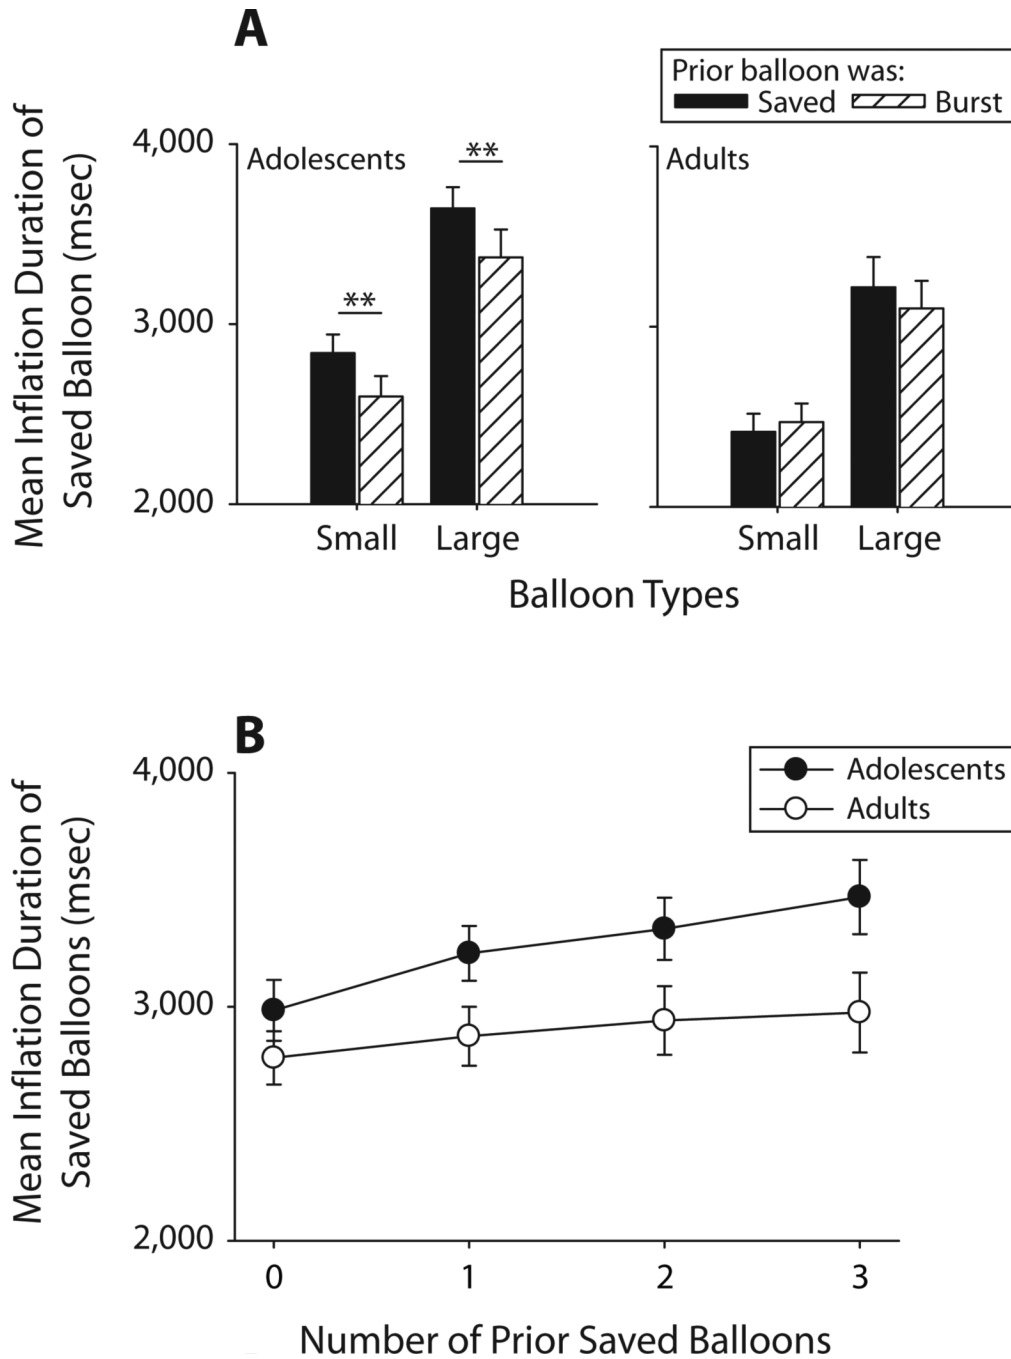 A
Prior balloon was:
Saved Burst
Mean Inflation Duration of
Saved Balloon (msec)
4,000
3,000
2,000
Adolescents
**
**
Adults
Small Large
Small Large
Balloon Types
B
Adolescents
Adults
Mean Inflation Duration of
Saved Balloons (msec)
4,000
3,000
2,000
0 1 2 3
Number of Prior Saved Balloons